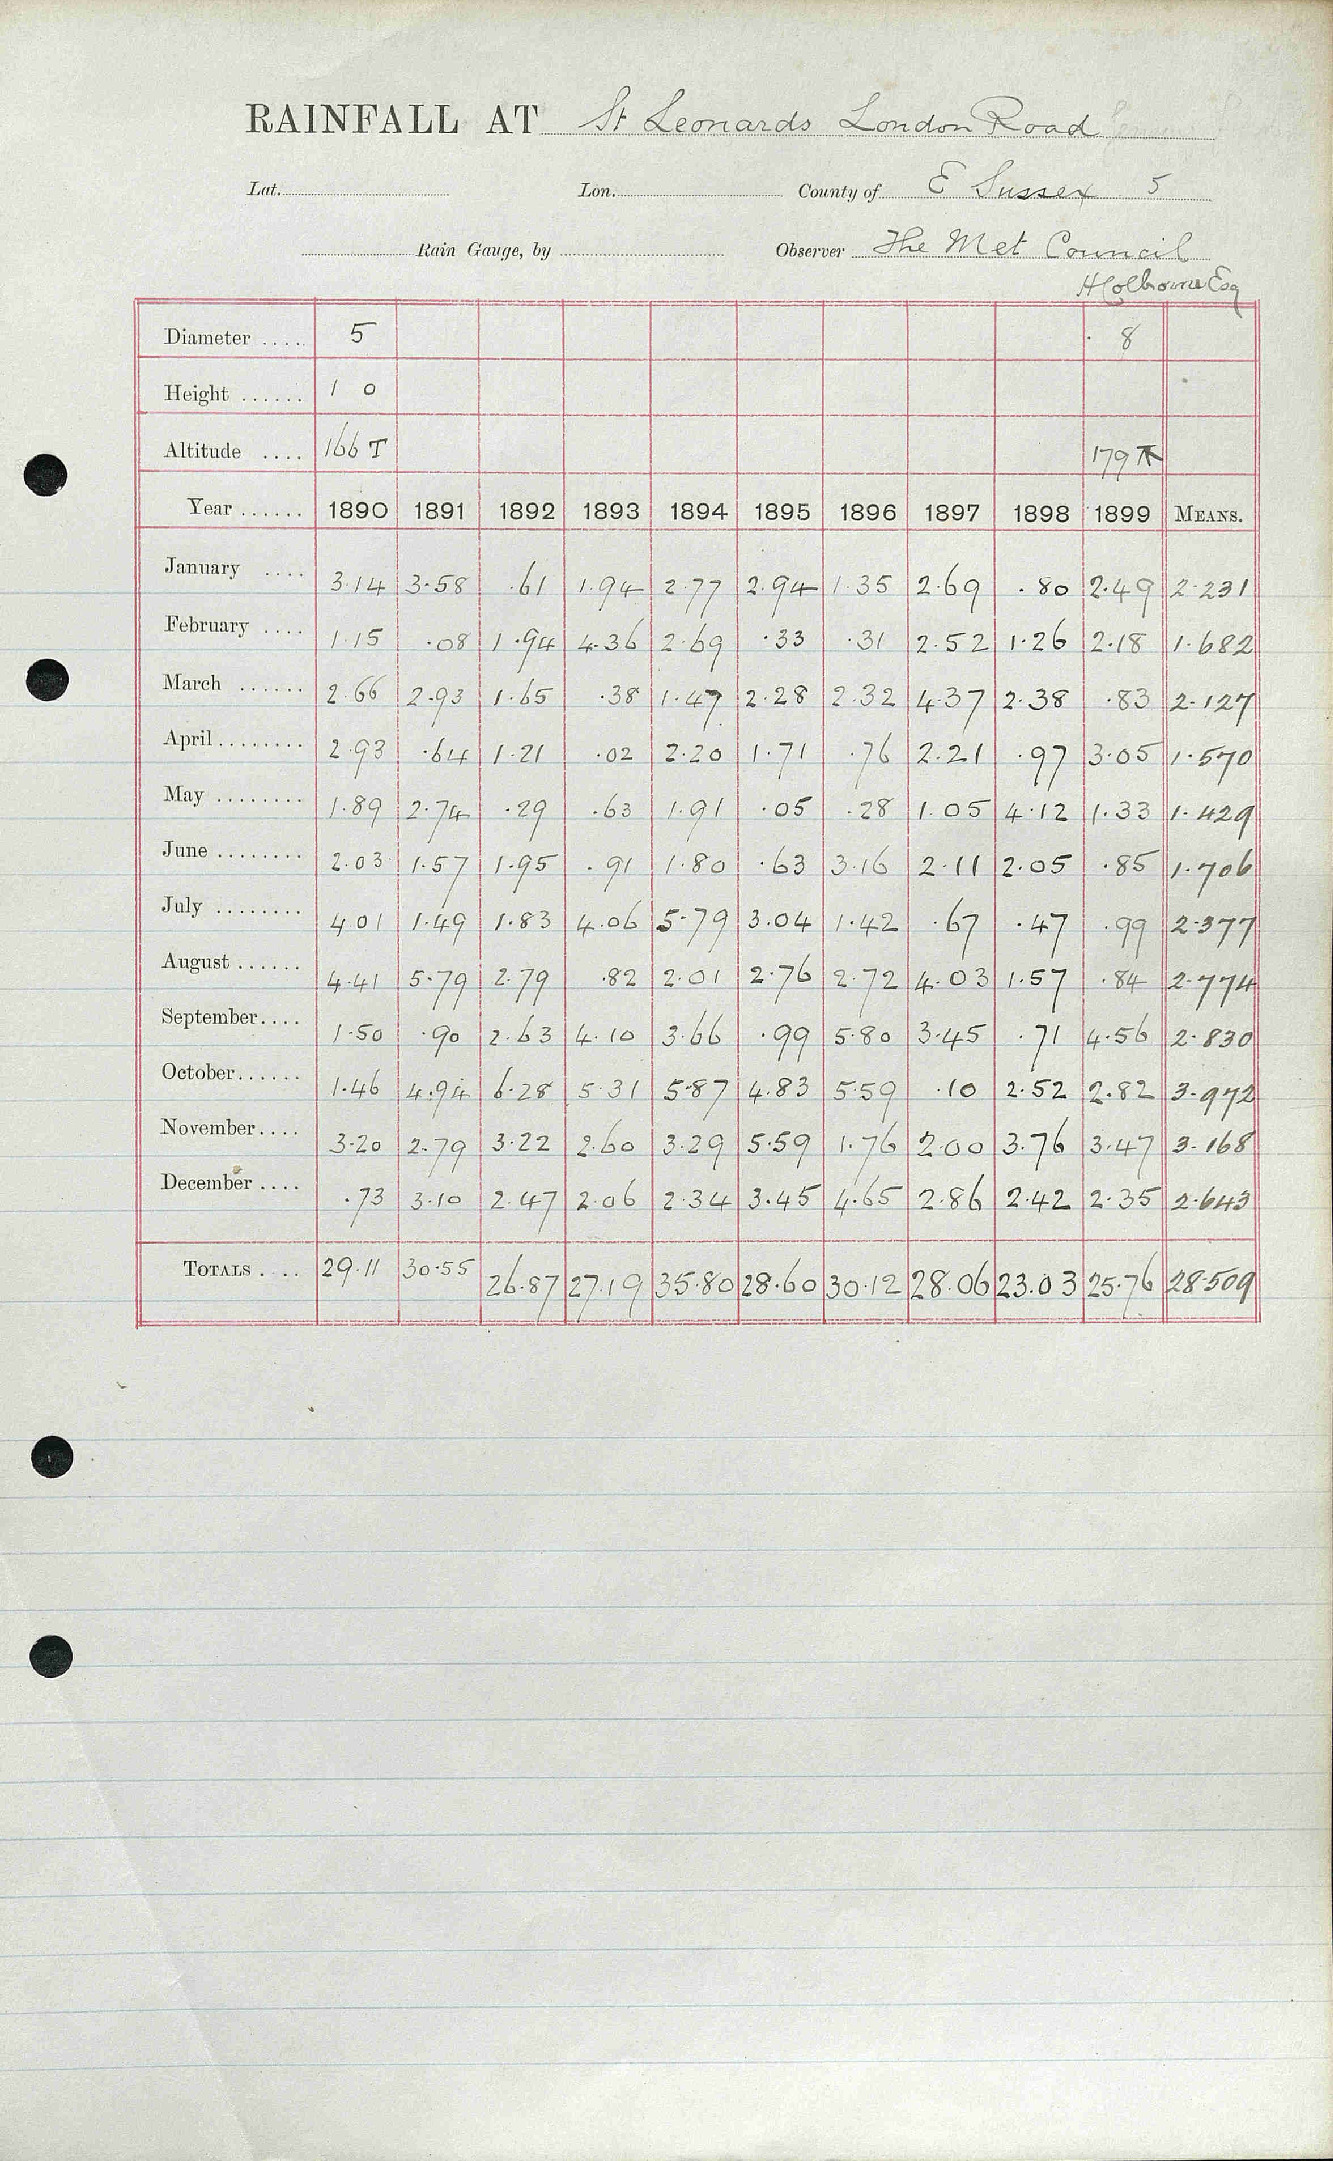 RAINFALL AT St Leonards London Road
Lat. Lon. County of E Sussex 5
Rain Gauge, by Observer The Met Council
H Colborne Esq
Diameter .... 5 8
Height ...... 1 0
Altitude .... 166 T 179 T
Year ...... 1890 1891 1892 1893 1894 1895 1896 1897 1898 1899 MEANS.
January .... 3.14 3.58 .61 1.94 2.77 2.94 1.35 2.69 .80 2.49 2.231
February .... 1.15 .08 1.94 4.36 2.69 .33 .31 2.52 1.26 2.18 1.682
March ...... 2.66 2.93 1.65 .38 1.47 2.28 2.32 4.37 2.38 .83 2.127
April ........ 2.93 .64 1.21 .02 2.20 1.71 .76 2.21 .97 3.05 1.570
May ........ 1.89 2.74 .29 .63 1.91 .05 .28 1.05 4.12 1.33 1.429
June ........ 2.03 1.57 1.95 .91 1.80 .63 3.16 2.11 2.05 .85 1.706
July ........ 4 01 1.49 1.83 4.06 5.79 3.04 1.42 .67 .47 .99 2.377
August ...... 4.41 5.79 2.79 .82 2.01 2.76 2.72 4.03 1.57 .84 2.774
September .... 1.50 .90 2.63 4.10 3.66 .99 5.80 3.45 .71 4.56 2.830
October ...... 1.46 4.94 6.28 5 31 5.87 4.83 5.59 .10 2.52 2.82 3.972
November .... 3.20 2.79 3.22 2.60 3.29 5.59 1.76 2.00 3.76 3.47 3.168
December .... .73 3.10 2.47 2.06 2.34 3.45 4.65 2.86 2.42 2.35 2.643
TOTALS .... 29.11 30.55 26.87 27.19 35.80 28.60 30.12 28.06 23.03 25.76 28.509